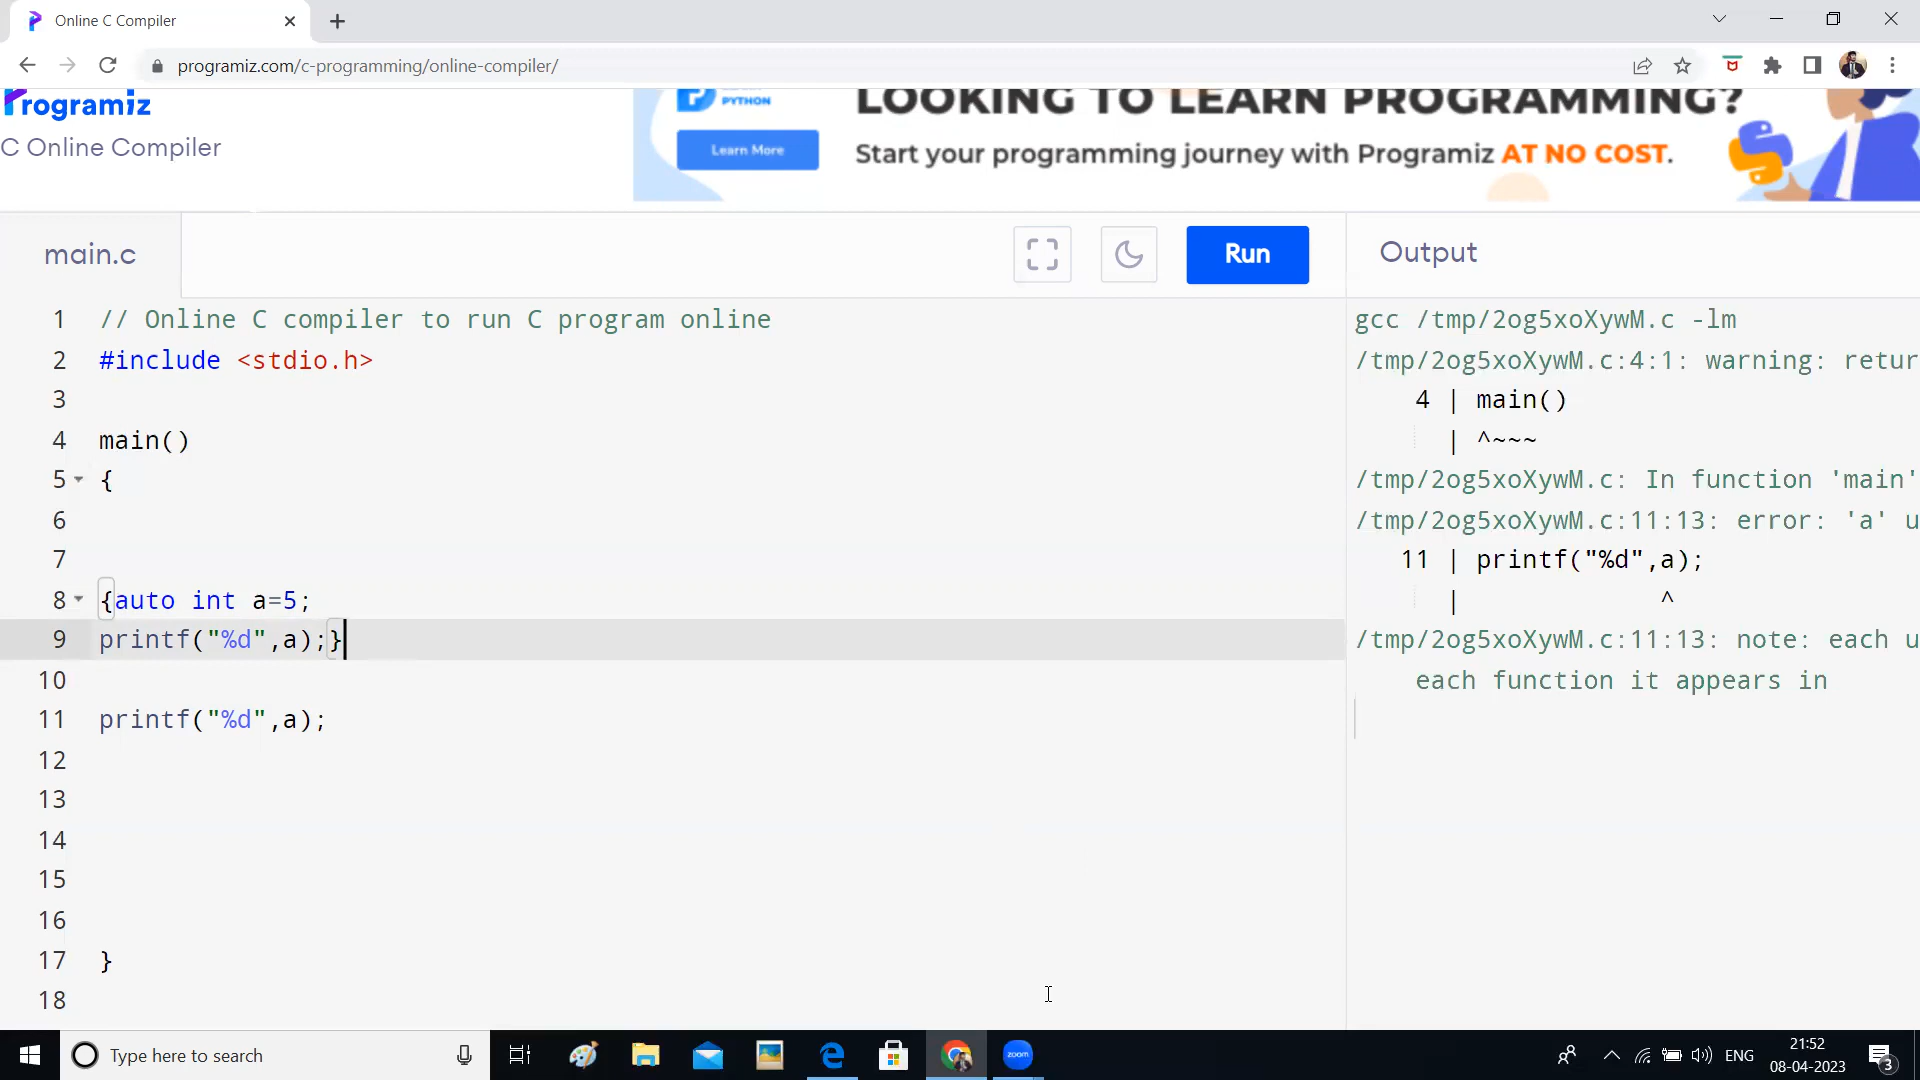 Online C Compiler
programiz.com/c-programming/online-compiler/
Programiz
C Online Compiler
PYTHON
Learn More
LOOKING TO LEARN PROGRAMMING?
Start your programming journey with Programiz AT NO COST.
main.c
Run
Output
1 // Online C compiler to run C program online
2 #include <stdio.h>
3
4 main()
5 {
6
7
8 {auto int a=5;
9 printf("%d",a);}
10
11 printf("%d",a);
12
13
14
15
16
17 }
18
gcc /tmp/2og5xoXywM.c -lm
/tmp/2og5xoXywM.c:4:1: warning: retur
4 | main()
| ^~~~
/tmp/2og5xoXywM.c: In function 'main'
/tmp/2og5xoXywM.c:11:13: error: 'a' u
11 | printf("%d",a);
| ^
/tmp/2og5xoXywM.c:11:13: note: each u
each function it appears in
Type here to search
zoom
ENG
21:52
08-04-2023
3